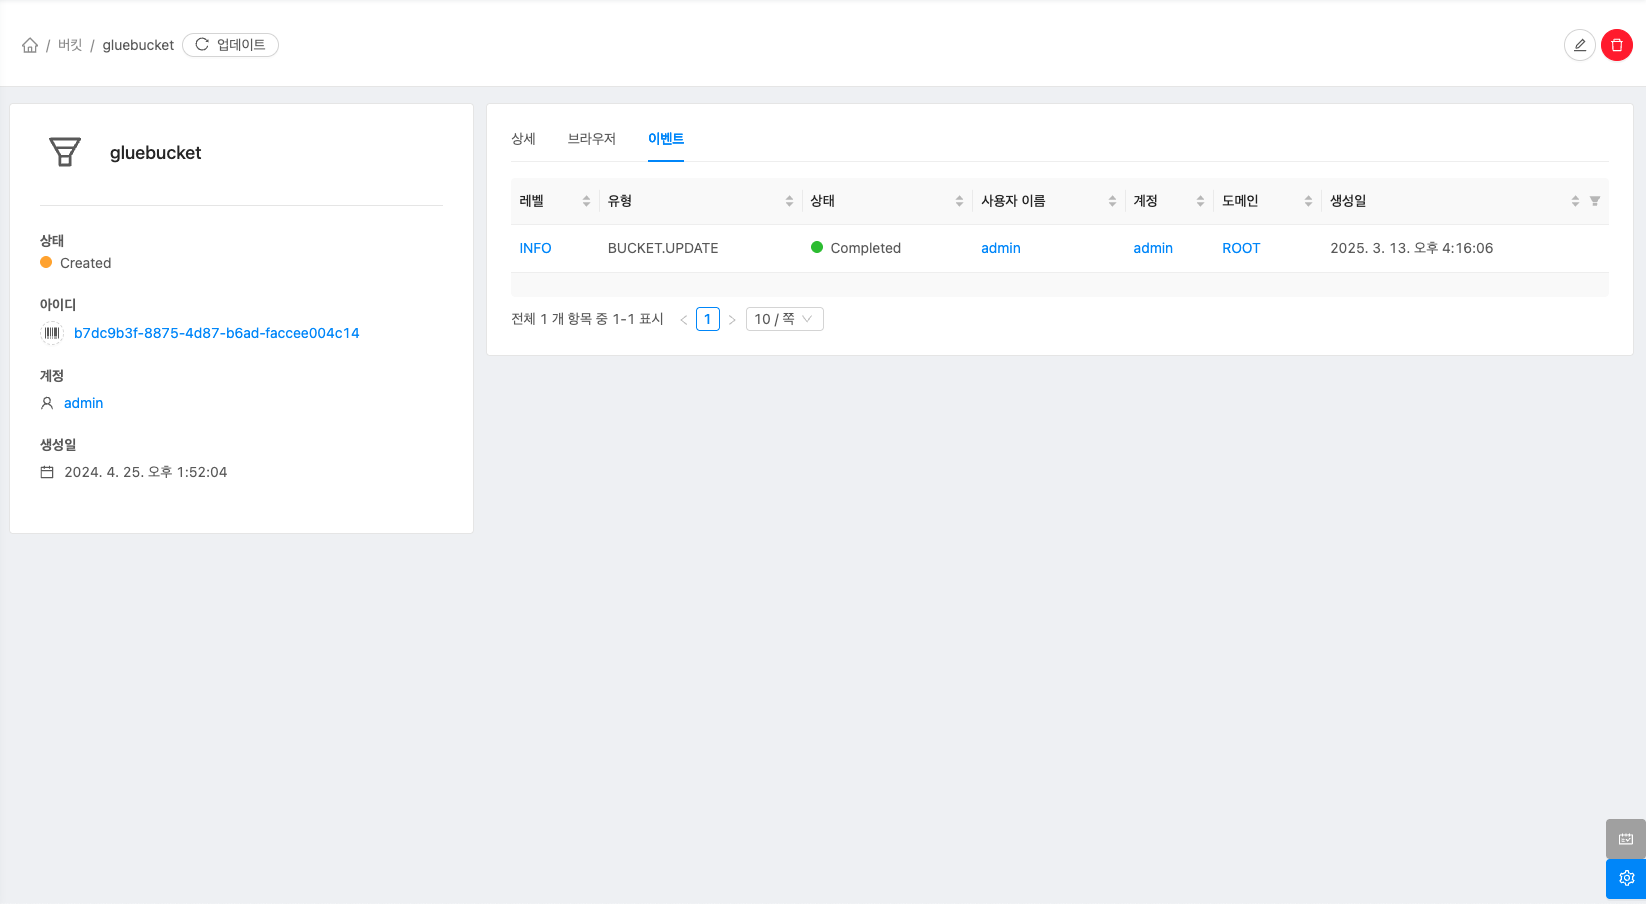 / 버킷 / gluebucket 업데이트
gluebucket
상태
Created
아이디
b7dc9b3f-8875-4d87-b6ad-faccee004c14
계정
admin
생성일
2024. 4. 25. 오후 1:52:04
상세 브라우저 이벤트
레벨 유형 상태 사용자 이름 계정 도메인 생성일
INFO BUCKET.UPDATE Completed admin admin ROOT 2025. 3. 13. 오후 4:16:06
전체 1 개 항목 중 1-1 표시 < 1 > 10 / 쪽